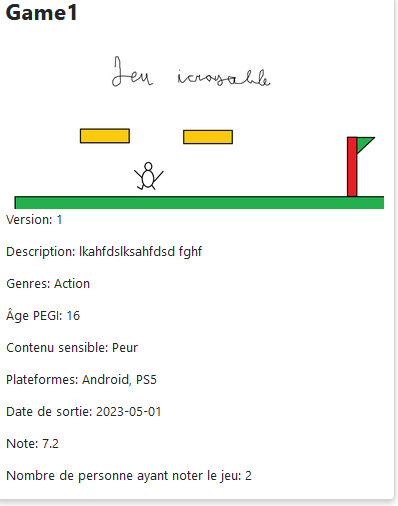 Game1
Jeu icroyable
Version: 1
Description: lkahfdslksahfdsd fghf
Genres: Action
Âge PEGI: 16
Contenu sensible: Peur
Plateformes: Android, PS5
Date de sortie: 2023-05-01
Note: 7.2
Nombre de personne ayant noter le jeu: 2